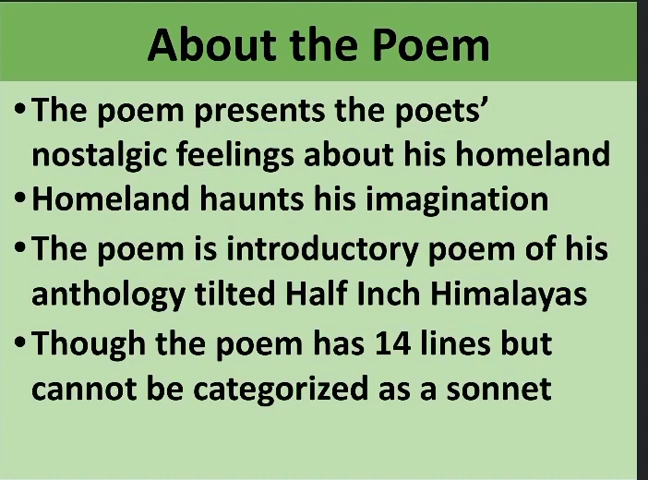 About the Poem
• The poem presents the poets’
nostalgic feelings about his homeland
• Homeland haunts his imagination
• The poem is introductory poem of his
anthology tilted Half Inch Himalayas
• Though the poem has 14 lines but
cannot be categorized as a sonnet